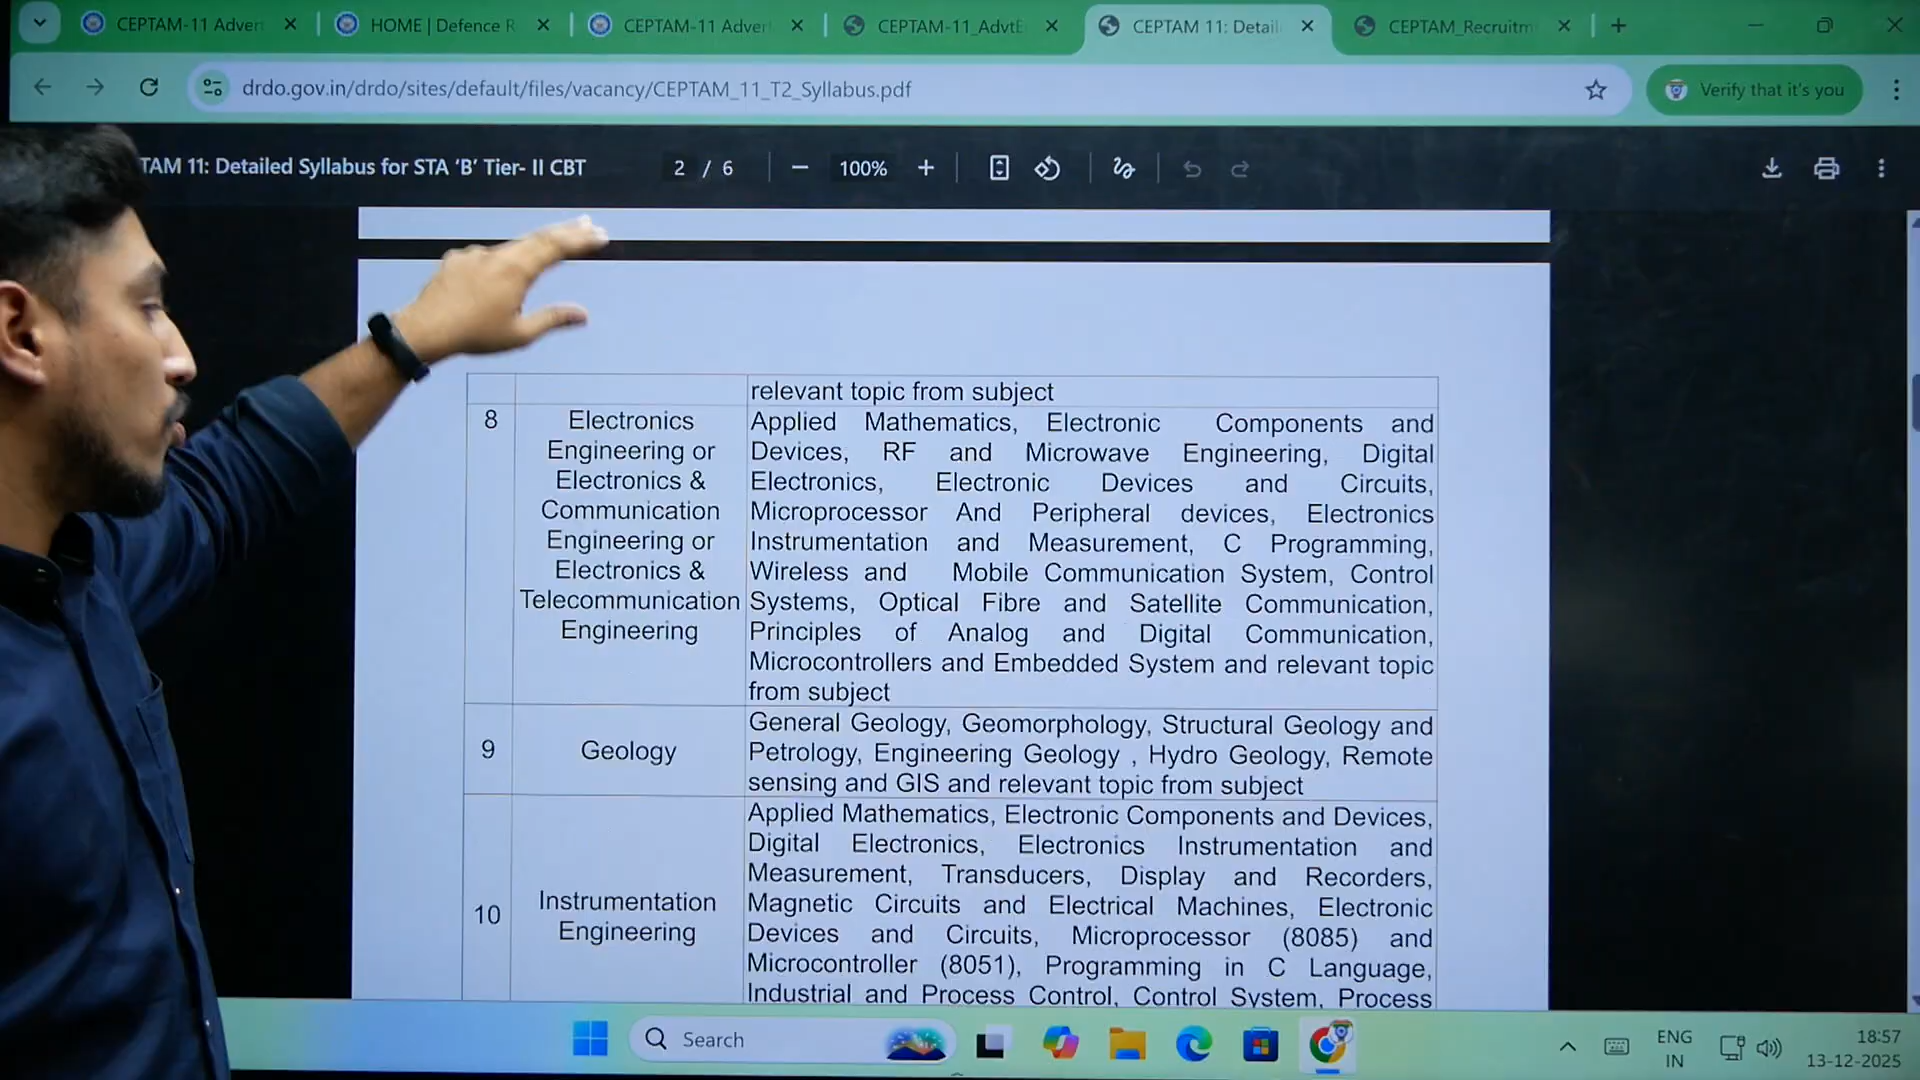 CEPTAM-11 Adver
HOME | Defence R
CEPTAM-11 Adver
CEPTAM-11_AdvtE
CEPTAM 11: Detail
CEPTAM_Recruitm
drdo.gov.in/drdo/sites/default/files/vacancy/CEPTAM_11_T2_Syllabus.pdf
Verify that it's you
TAM 11: Detailed Syllabus for STA ‘B’ Tier- II CBT
2 / 6
100%
relevant topic from subject
8
Electronics
Engineering or
Electronics &
Communication
Engineering or
Electronics &
Telecommunication
Engineering
Applied Mathematics, Electronic Components and
Devices, RF and Microwave Engineering, Digital
Electronics, Electronic Devices and Circuits,
Microprocessor And Peripheral devices, Electronics
Instrumentation and Measurement, C Programming,
Wireless and Mobile Communication System, Control
Systems, Optical Fibre and Satellite Communication,
Principles of Analog and Digital Communication,
Microcontrollers and Embedded System and relevant topic
from subject
9
Geology
General Geology, Geomorphology, Structural Geology and
Petrology, Engineering Geology , Hydro Geology, Remote
sensing and GIS and relevant topic from subject
10
Instrumentation
Engineering
Applied Mathematics, Electronic Components and Devices,
Digital Electronics, Electronics Instrumentation and
Measurement, Transducers, Display and Recorders,
Magnetic Circuits and Electrical Machines, Electronic
Devices and Circuits, Microprocessor (8085) and
Microcontroller (8051), Programming in C Language,
Industrial and Process Control, Control System, Process
Search
ENG
IN
18:57
13-12-2025